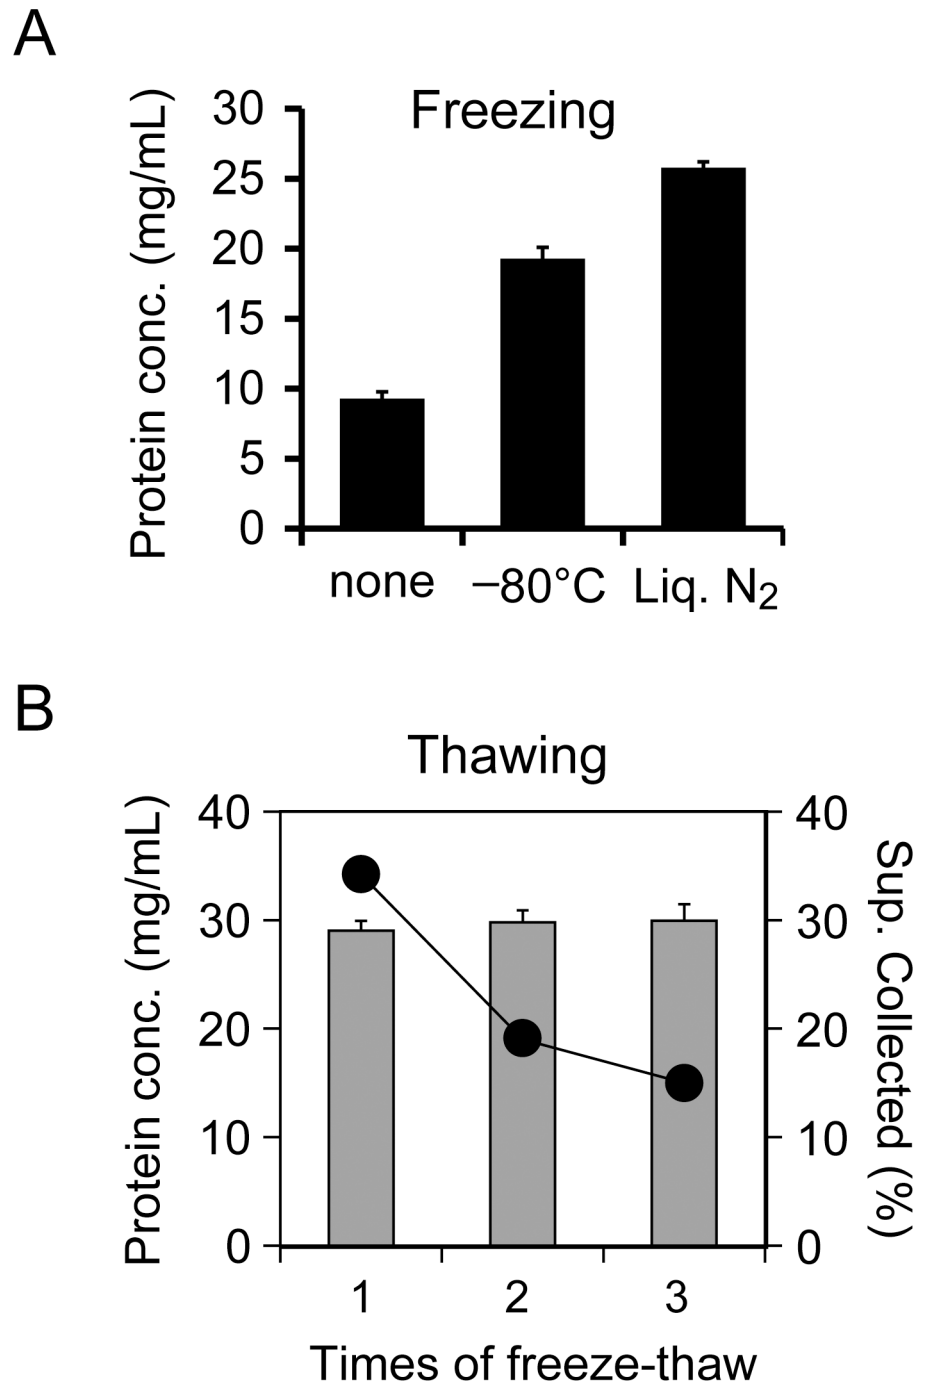 A
Freezing
Protein conc. (mg/mL)
30
25
20
15
10
5
0
none
–80°C
Liq. N2
B
Thawing
Protein conc. (mg/mL)
40
30
20
10
0
40
30
20
10
0
Sup. Collected (%)
1
2
3
Times of freeze-thaw